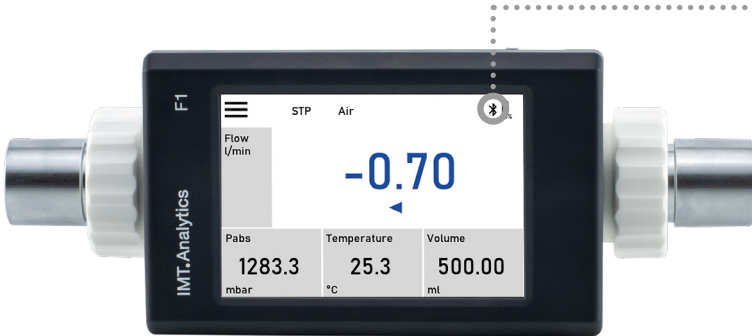 F1
IMT.Analytics
STP Air
Flow
l/min
-0.70
Pabs
1283.3
mbar
Temperature
25.3
°C
Volume
500.00
ml